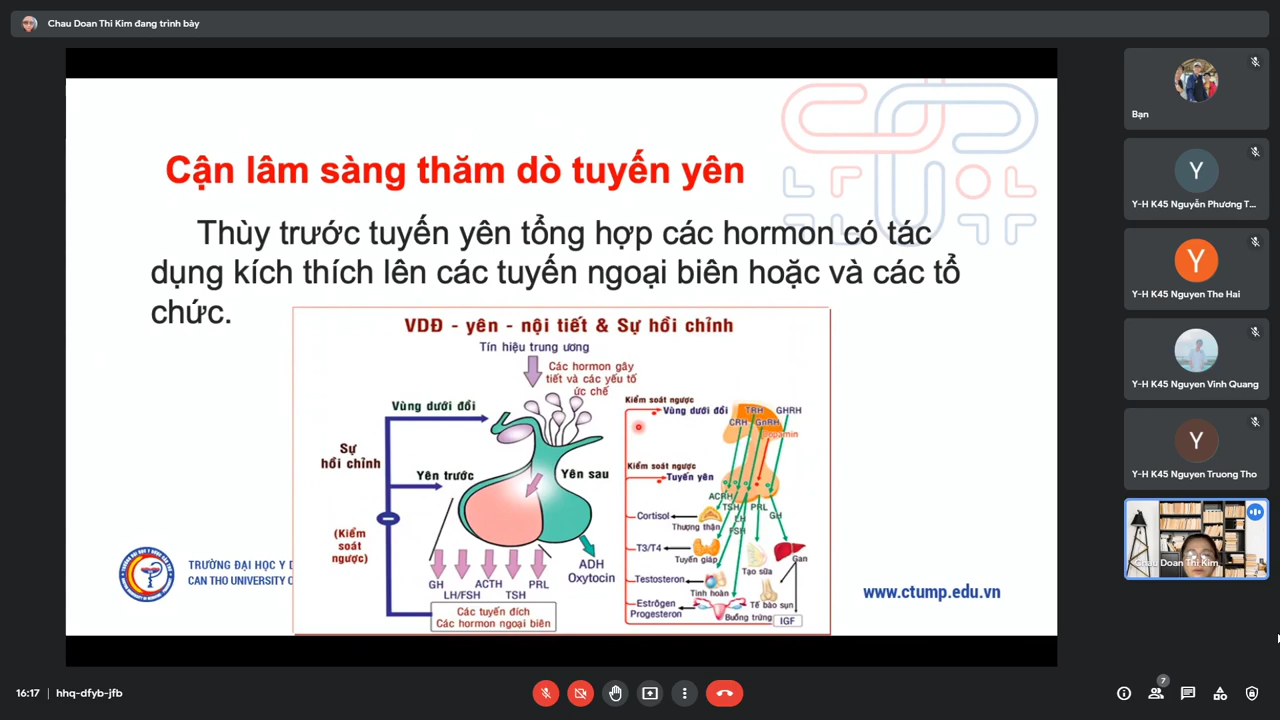 Chau Doan Thi Kim đang trình bày
Cận lâm sàng thăm dò tuyến yên
Thùy trước tuyến yên tổng hợp các hormon có tác
dụng kích thích lên các tuyến ngoại biên hoặc và các tổ
chức.
VDĐ - yên - nội tiết & Sự hồi chỉnh
Tín hiệu trung ương
Các hormon gây
tiết và các yếu tố
ức chế
Vùng dưới đồi
Sự
hồi chỉnh
Yên trước
Yên sau
(Kiểm
soát
ngược)
GH
ACTH
PRL
LH/FSH
TSH
ADH
Oxytocin
Các tuyến đích
Các hormon ngoại biên
Kiểm soát ngược
Vùng dưới đồi
TRH
GHRH
CRH
GnRH
Dopamin
Kiểm soát ngược
Tuyến yên
ACRH
TSH
PRL
LH
FSH
GH
Cortisol
Thượng thận
T3/T4
Tuyến giáp
Tạo sữa
Gan
Testosteron
Tinh hoàn
Tế bào sụn
Estrôgen
Progesteron
Buồng trứng
IGF
TRƯỜNG ĐẠI HỌC Y D
CAN THO UNIVERSITY O
www.ctump.edu.vn
Bạn
Y
Y-H K45 Nguyễn Phương T...
Y
Y-H K45 Nguyen The Hai
Y-H K45 Nguyen Vinh Quang
Y
Y-H K45 Nguyen Truong Tho
Chau Doan Thi Kim
16:17 | hhq-dfyb-jfb
7